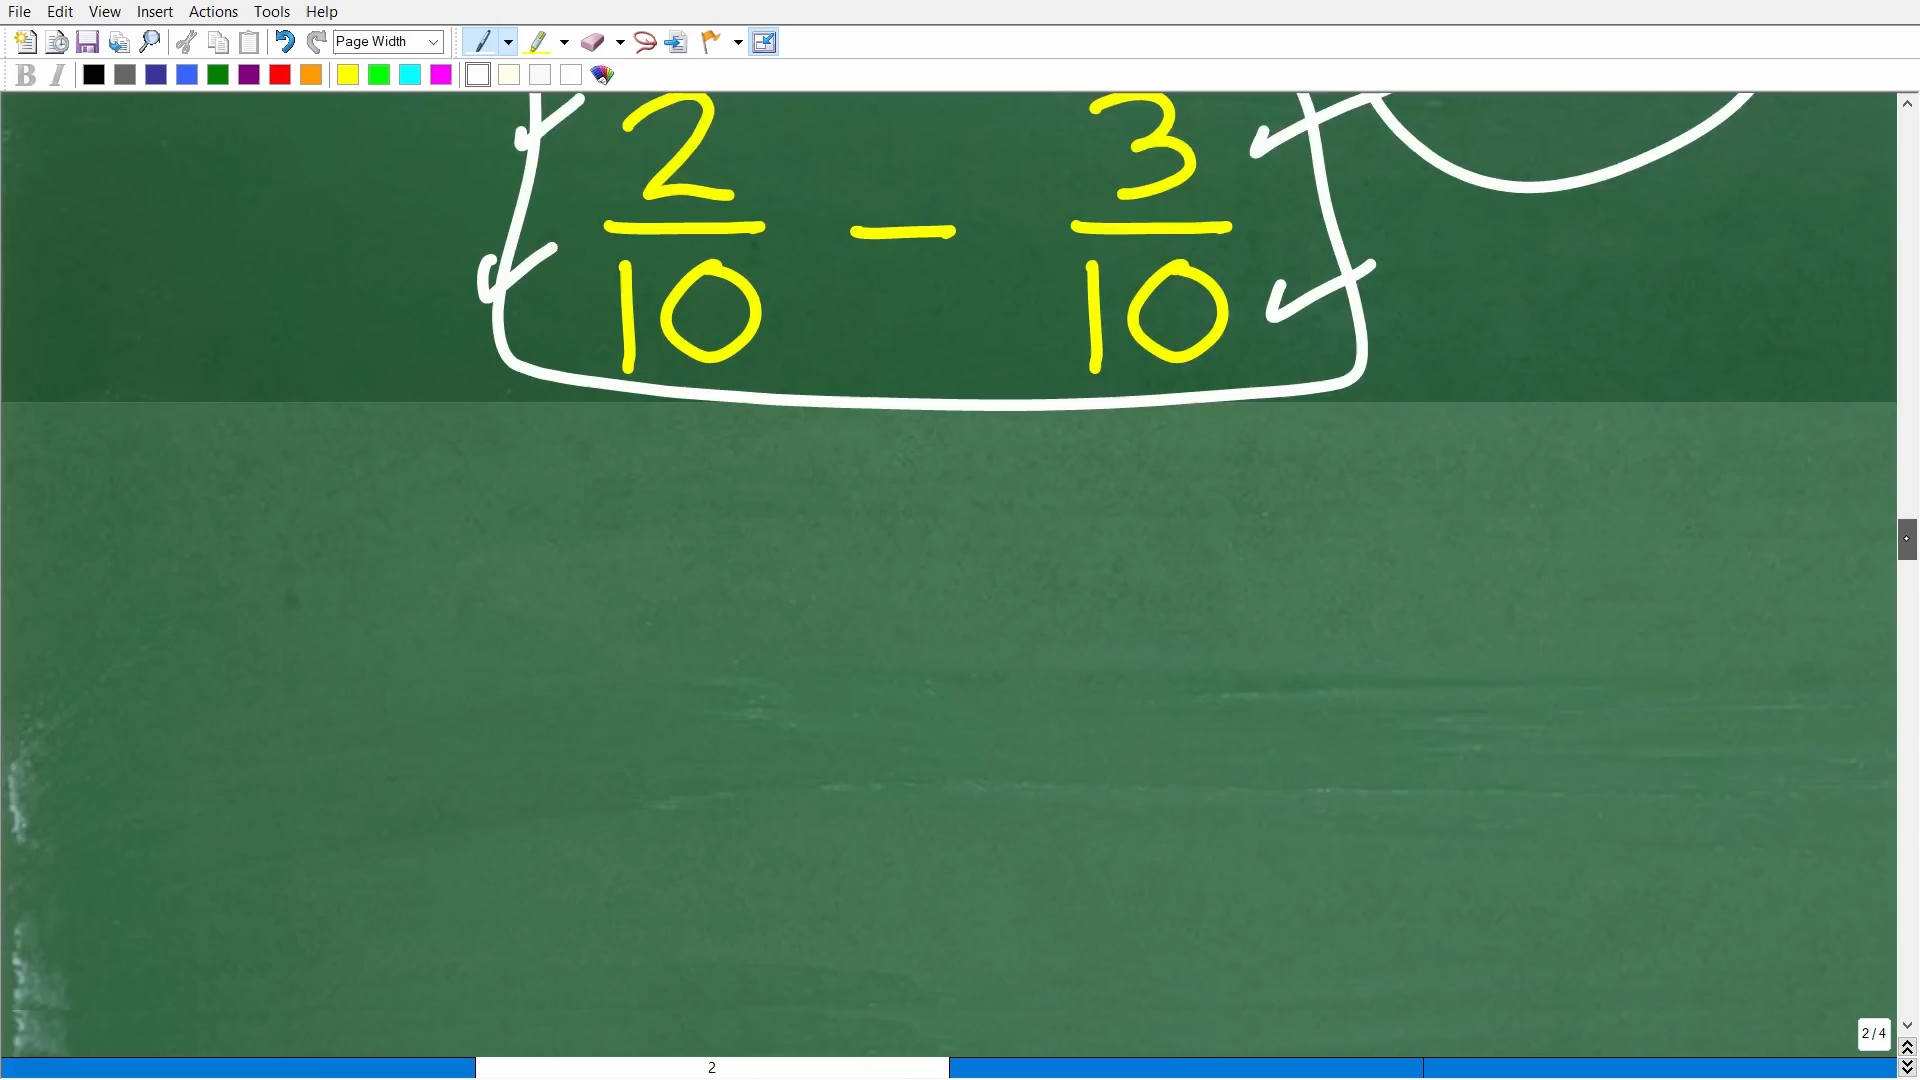 File Edit View Insert Actions Tools Help
Page Width
B I
2 3
— − —
10 10
2 / 4
2